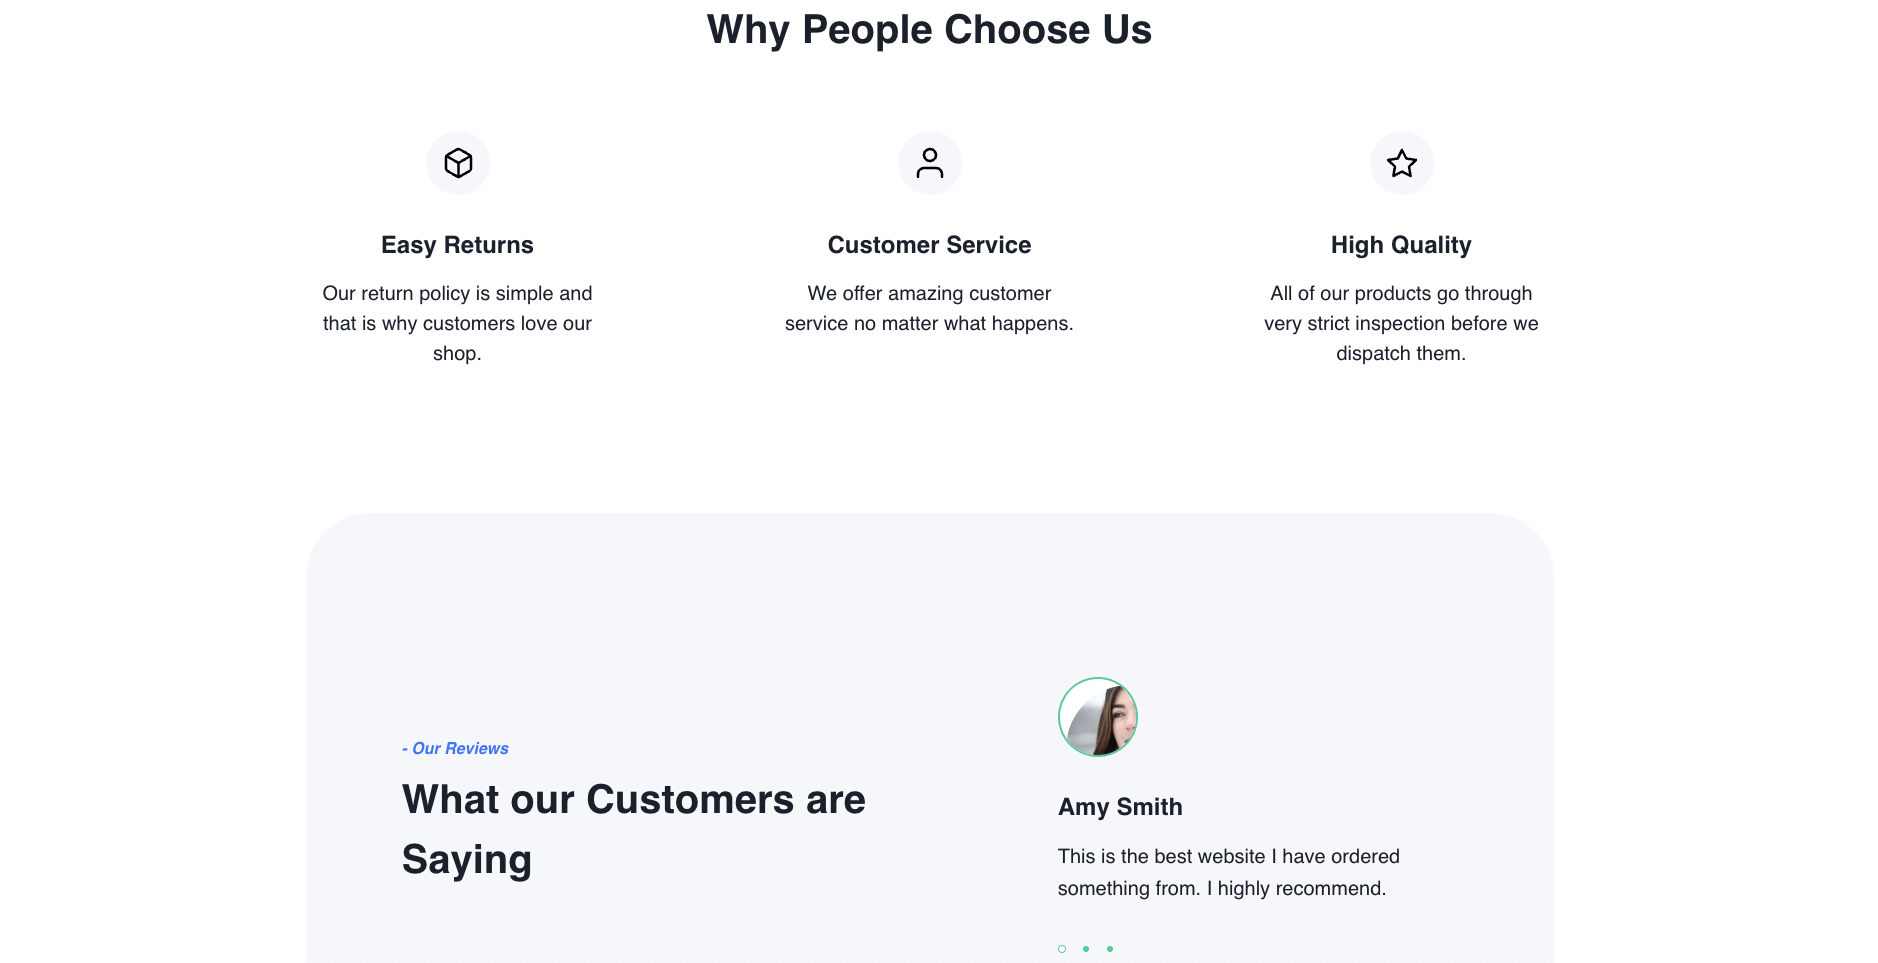 Why People Choose Us
Easy Returns
Our return policy is simple and
that is why customers love our
shop.
Customer Service
We offer amazing customer
service no matter what happens.
High Quality
All of our products go through
very strict inspection before we
dispatch them.
- Our Reviews
What our Customers are
Saying
Amy Smith
This is the best website I have ordered
something from. I highly recommend.